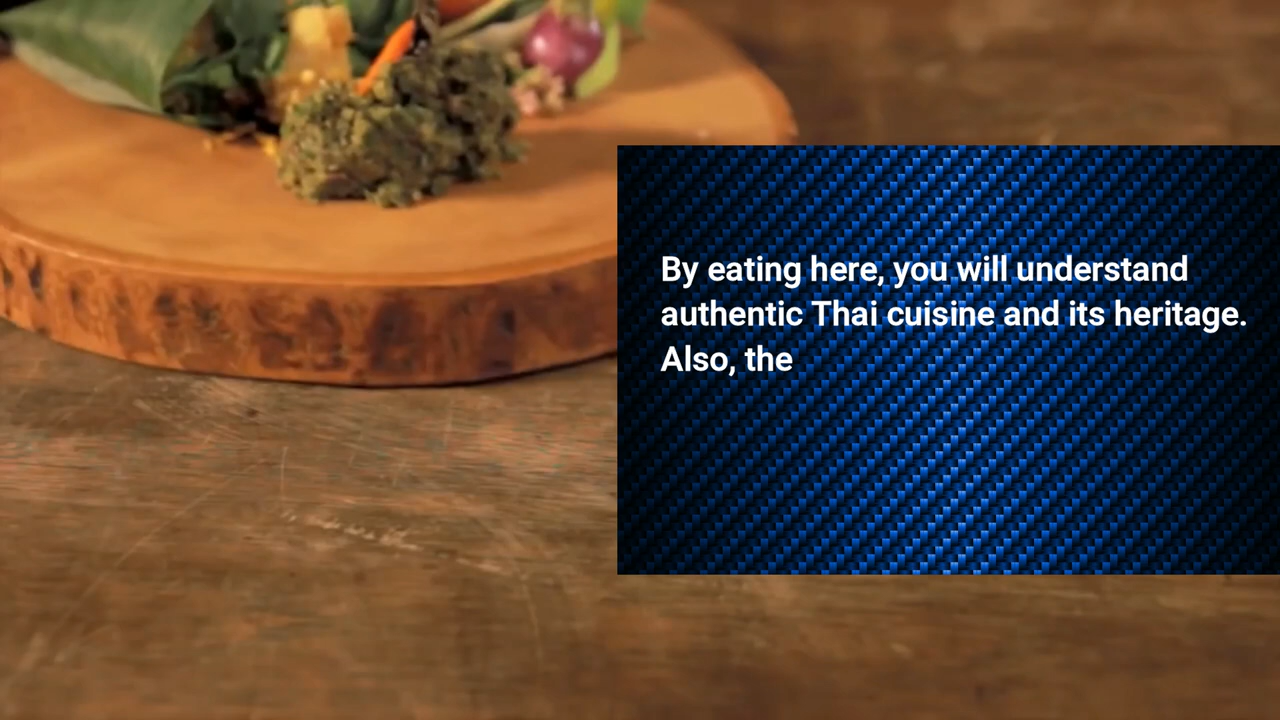 By eating here, you will understand
authentic Thai cuisine and its heritage.
Also, the